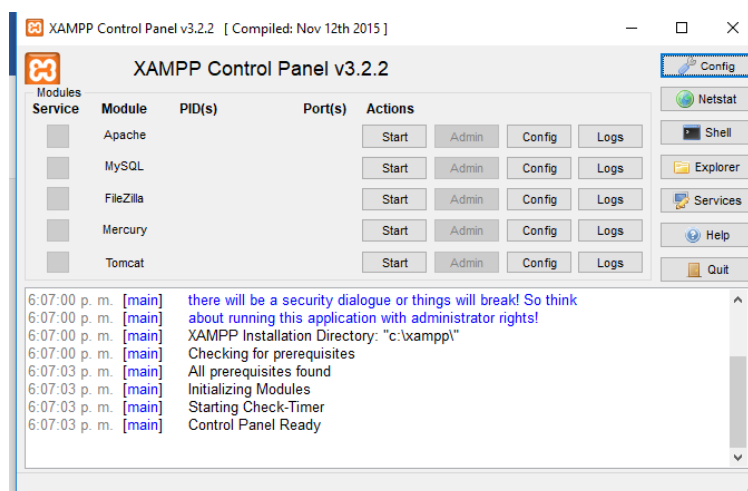 XAMPP Control Panel v3.2.2 [ Compiled: Nov 12th 2015 ]
XAMPP Control Panel v3.2.2
Config
Modules
Service Module PID(s) Port(s) Actions
Netstat
Apache Start Admin Config Logs
Shell
MySQL Start Admin Config Logs
Explorer
FileZilla Start Admin Config Logs
Services
Mercury Start Admin Config Logs
Help
Tomcat Start Admin Config Logs
Quit
6:07:00 p. m. [main] there will be a security dialogue or things will break! So think
6:07:00 p. m. [main] about running this application with administrator rights!
6:07:00 p. m. [main] XAMPP Installation Directory: "c:\xampp\"
6:07:00 p. m. [main] Checking for prerequisites
6:07:03 p. m. [main] All prerequisites found
6:07:03 p. m. [main] Initializing Modules
6:07:03 p. m. [main] Starting Check-Timer
6:07:03 p. m. [main] Control Panel Ready